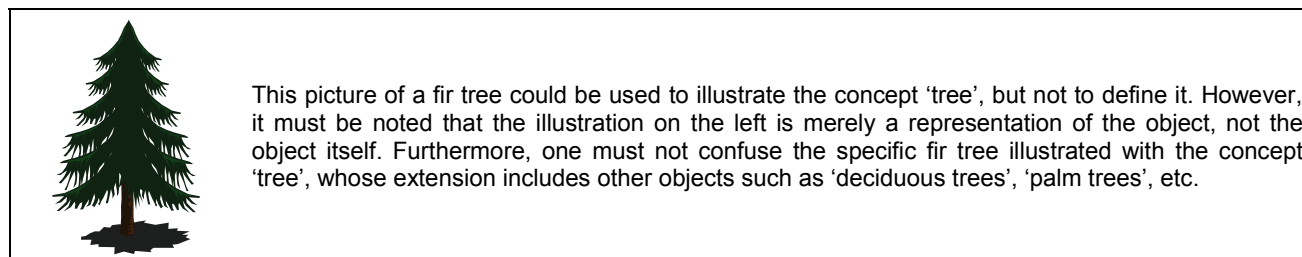 This picture of a fir tree could be used to illustrate the concept ‘tree’, but not to define it. However,
it must be noted that the illustration on the left is merely a representation of the object, not the
object itself. Furthermore, one must not confuse the specific fir tree illustrated with the concept
‘tree’, whose extension includes other objects such as ‘deciduous trees’, ‘palm trees’, etc.